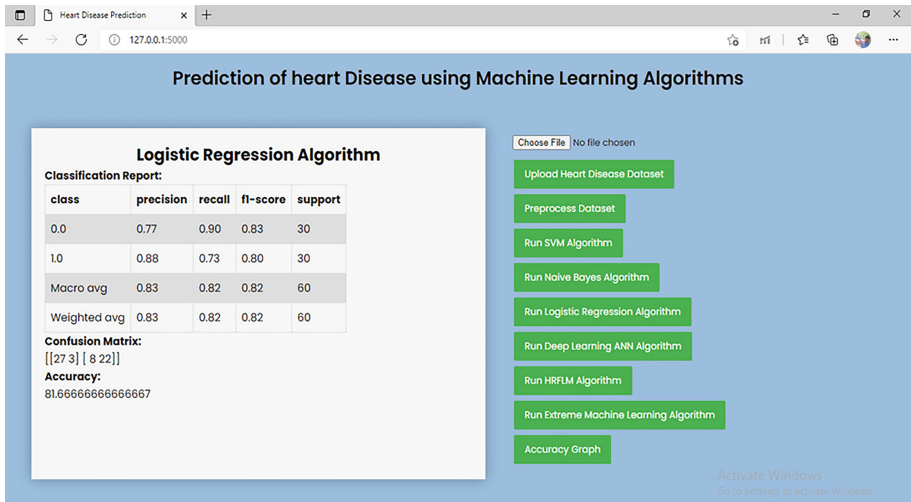 Heart Disease Prediction
127.0.0.1:5000
Prediction of heart Disease using Machine Learning Algorithms
Logistic Regression Algorithm
Classification Report:
class precision recall f1-score support
0.0 0.77 0.90 0.83 30
1.0 0.88 0.73 0.80 30
Macro avg 0.83 0.82 0.82 60
Weighted avg 0.83 0.82 0.82 60
Confusion Matrix:
[[27 3] [ 8 22]]
Accuracy:
81.66666666666667
Choose File No file chosen
Upload Heart Disease Dataset
Preprocess Dataset
Run SVM Algorithm
Run Naive Bayes Algorithm
Run Logistic Regression Algorithm
Run Deep Learning ANN Algorithm
Run HRFLM Algorithm
Run Extreme Machine Learning Algorithm
Accuracy Graph
Activate Windows
Go to Settings to activate Windows.